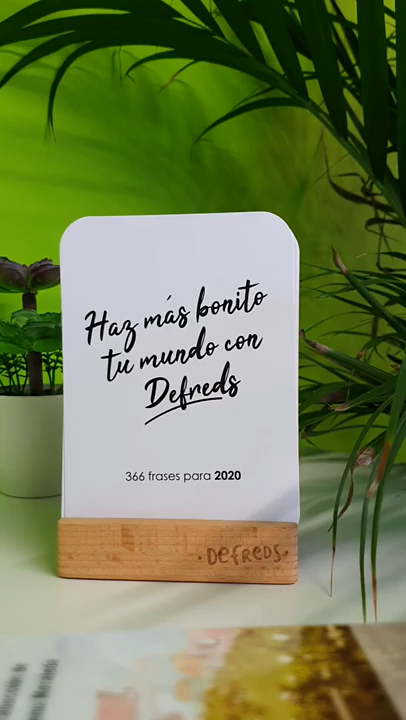 Haz más bonito
tu mundo con
Defreds
366 frases para 2020
·DeFReDS·